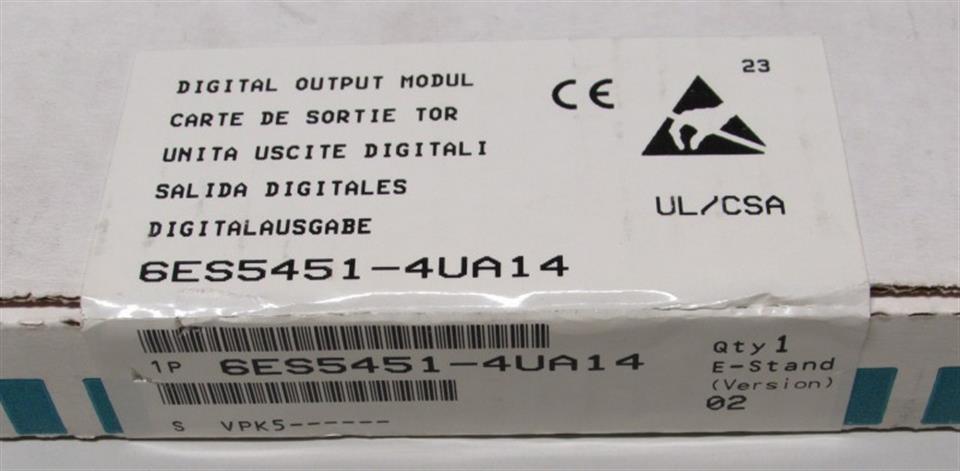 DIGITAL OUTPUT MODUL
CARTE DE SORTIE TOR
UNITA USCITE DIGITALI
SALIDA DIGITALES
DIGITALAUSGABE
6ES5451-4UA14
CE
23
UL/CSA
1P 6ES5451-4UA14
S VPK5------
Qty 1
E-Stand
(Version)
02